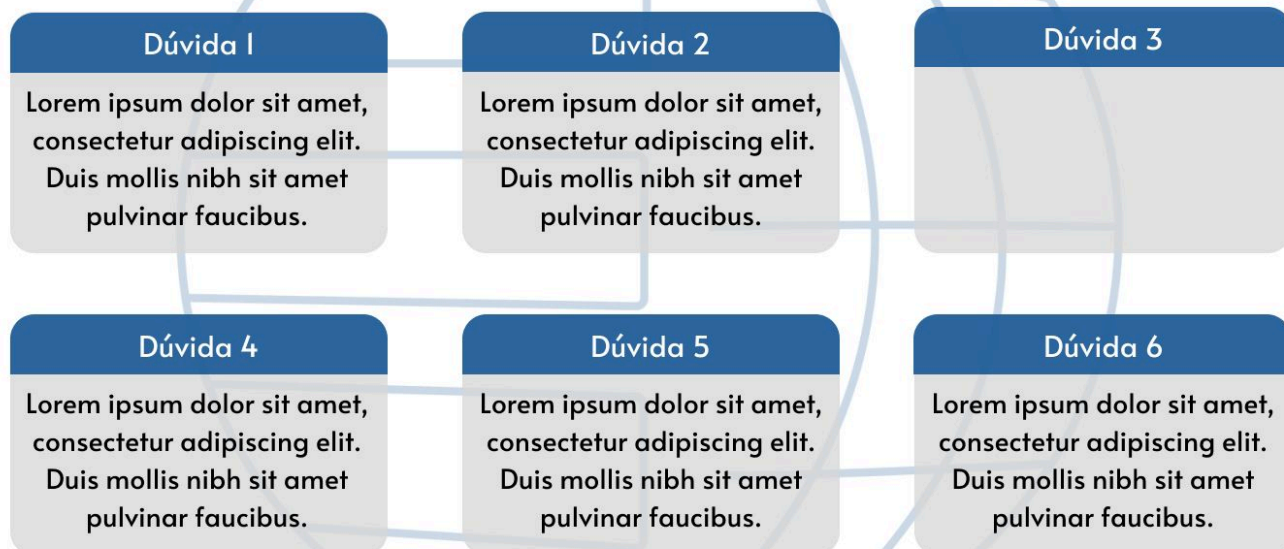 Dúvida 1
Lorem ipsum dolor sit amet,
consectetur adipiscing elit.
Duis mollis nibh sit amet
pulvinar faucibus.
Dúvida 2
Lorem ipsum dolor sit amet,
consectetur adipiscing elit.
Duis mollis nibh sit amet
pulvinar faucibus.
Dúvida 3
Dúvida 4
Lorem ipsum dolor sit amet,
consectetur adipiscing elit.
Duis mollis nibh sit amet
pulvinar faucibus.
Dúvida 5
Lorem ipsum dolor sit amet,
consectetur adipiscing elit.
Duis mollis nibh sit amet
pulvinar faucibus.
Dúvida 6
Lorem ipsum dolor sit amet,
consectetur adipiscing elit.
Duis mollis nibh sit amet
pulvinar faucibus.